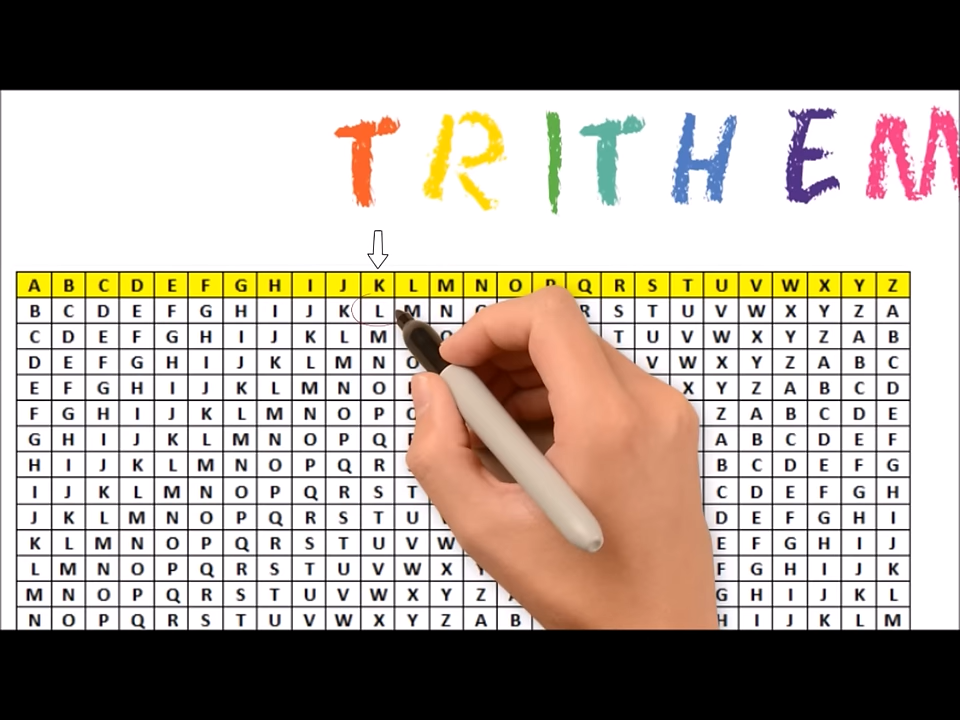 TRITHEM
A B C D E F G H I J K L M N O P Q R S T U V W X Y Z
B C D E F G H I J K L M N R S T U V W X Y Z A
C D E F G H I J K L M T U V W X Y Z A B
D E F G H I J K L M N O V W X Y Z A B C
E F G H I J K L M N O X Y Z A B C D
F G H I J K L M N O P Z A B C D E
G H I J K L M N O P Q A B C D E F
H I J K L M N O P Q R B C D E F G
I J K L M N O P Q R S T C D E F G H
J K L M N O P Q R S T U D E F G H I
K L M N O P Q R S T U V W E F G H I J
L M N O P Q R S T U V W X F G H I J K
M N O P Q R S T U V W X Y Z G H I J K L
N O P Q R S T U V W X Y Z A B H I J K L M